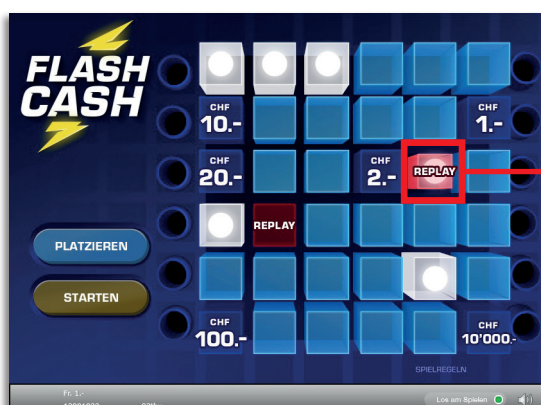 FLASH
CASH
CHF
10.-
CHF
1.-
CHF
20.-
CHF
2.-
REPLAY
REPLAY
PLATZIEREN
STARTEN
CHF
100.-
CHF
10'000.-
SPIELREGELN
Fr. 1.-
Los am Spielen